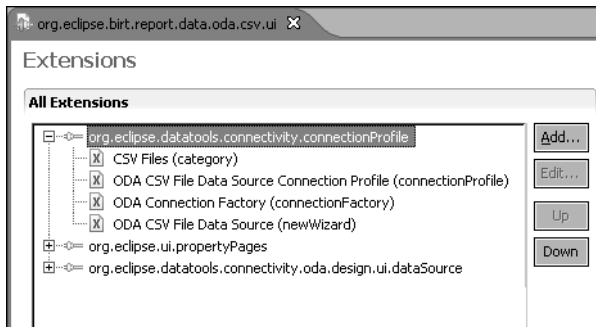 org.eclipse.birt.report.data.oda.csv.ui
Extensions
All Extensions
org.eclipse.datatools.connectivity.connectionProfile
CSV Files (category)
ODA CSV File Data Source Connection Profile (connectionProfile)
ODA Connection Factory (connectionFactory)
ODA CSV File Data Source (newWizard)
org.eclipse.ui.propertyPages
org.eclipse.datatools.connectivity.oda.design.ui.dataSource
Add...
Edit...
Up
Down